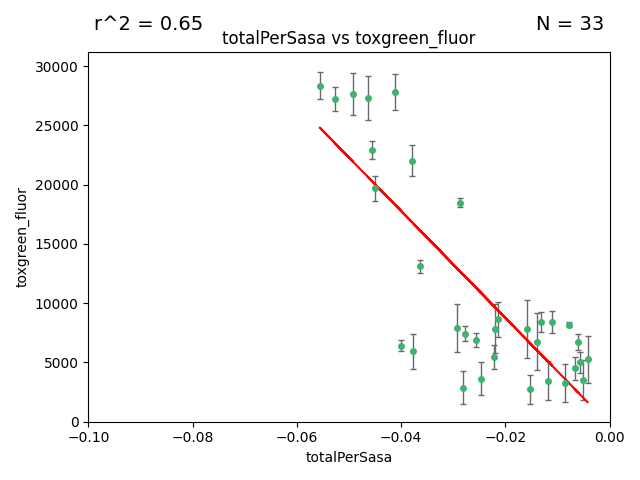 r^2 = 0.65
N = 33
totalPerSasa vs toxgreen_fluor
30000
25000
20000
15000
10000
5000
0
toxgreen_fluor
−0.10
−0.08
−0.06
−0.04
−0.02
0.00
totalPerSasa